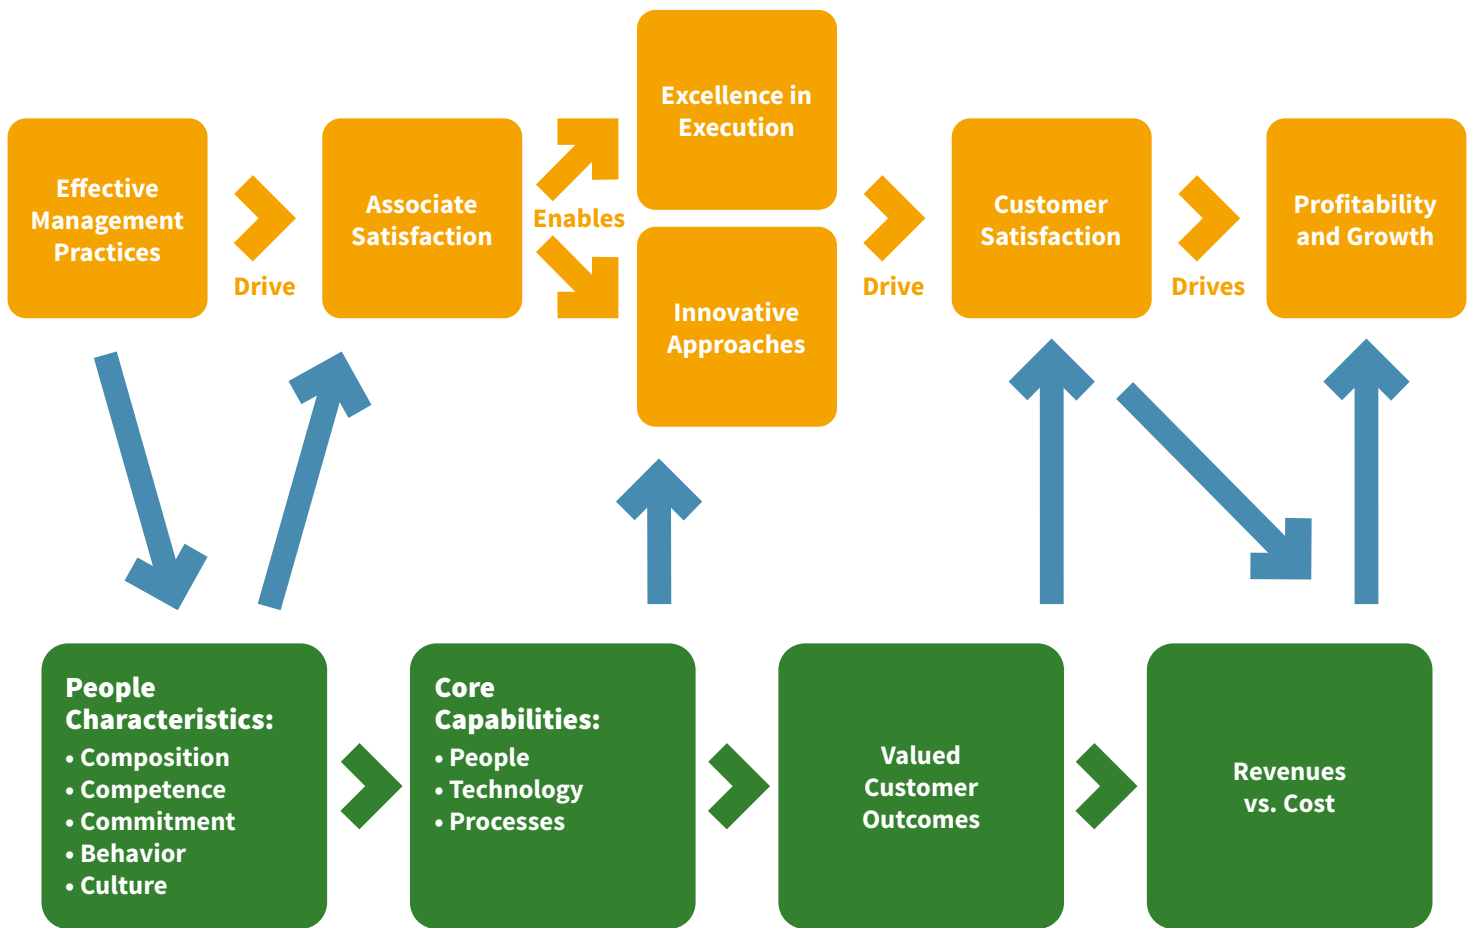 Effective
Management
Practices
Drive
Associate
Satisfaction
Enables
Excellence in
Execution
Innovative
Approaches
Drive
Customer
Satisfaction
Drives
Profitability
and Growth
People
Characteristics:
• Composition
• Competence
• Commitment
• Behavior
• Culture
Core
Capabilities:
• People
• Technology
• Processes
Valued
Customer
Outcomes
Revenues
vs. Cost